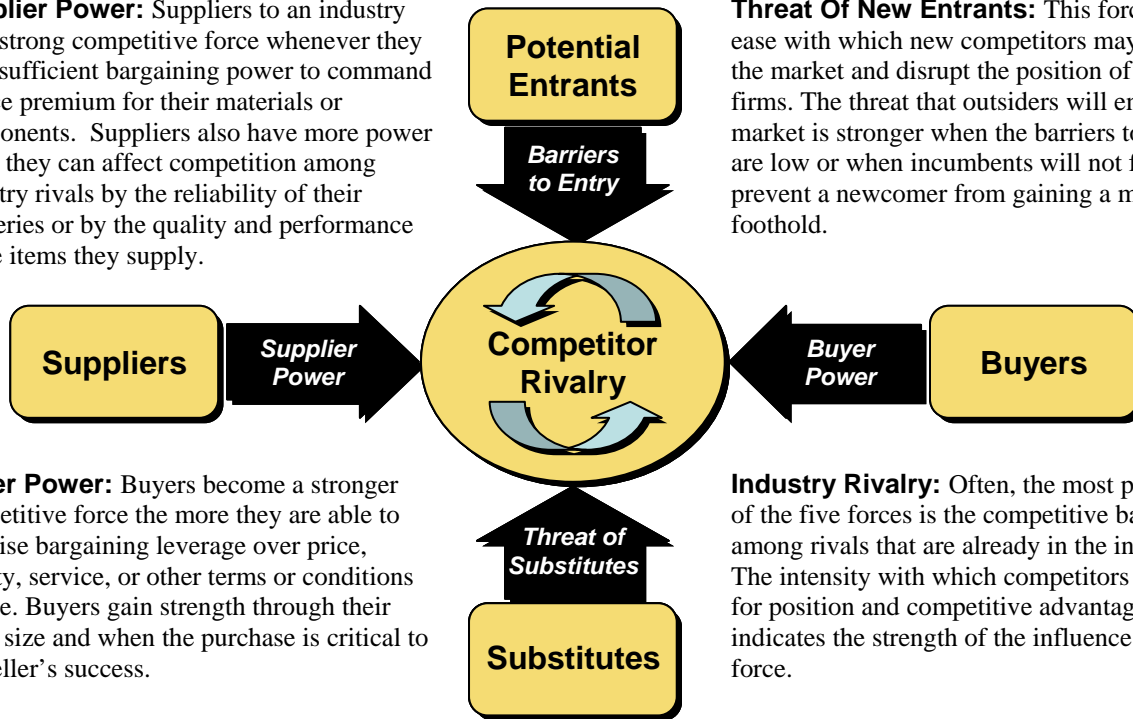 plier Power: Suppliers to an industry
strong competitive force whenever they
sufficient bargaining power to command
e premium for their materials or
ponents. Suppliers also have more power
they can affect competition among
try rivals by the reliability of their
eries or by the quality and performance
e items they supply.
Potential
Entrants
Threat Of New Entrants: This forc
ease with which new competitors may
the market and disrupt the position of
firms. The threat that outsiders will en
market is stronger when the barriers to
are low or when incumbents will not f
prevent a newcomer from gaining a m
foothold.
Barriers
to Entry
Suppliers
Supplier
Power
Competitor
Rivalry
Buyer
Power
Buyers
er Power: Buyers become a stronger
petitive force the more they are able to
ise bargaining leverage over price,
ty, service, or other terms or conditions
e. Buyers gain strength through their
size and when the purchase is critical to
eller's success.
Threat of
Substitutes
Substitutes
Industry Rivalry: Often, the most p
of the five forces is the competitive ba
among rivals that are already in the in
The intensity with which competitors
for position and competitive advantag
indicates the strength of the influence
force.